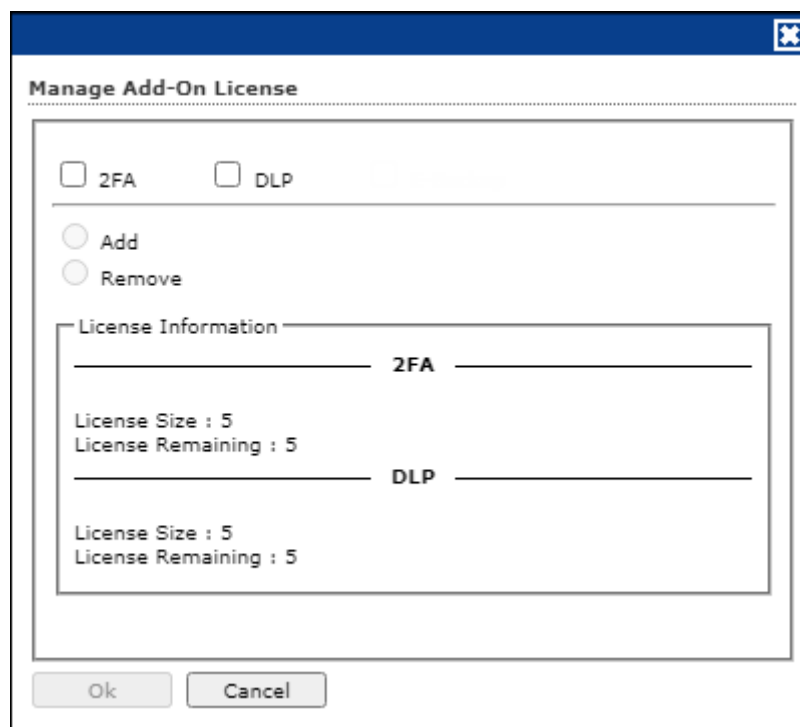 Manage Add-On License
2FA DLP
Add
Remove
License Information
2FA
License Size : 5
License Remaining : 5
DLP
License Size : 5
License Remaining : 5
Ok Cancel